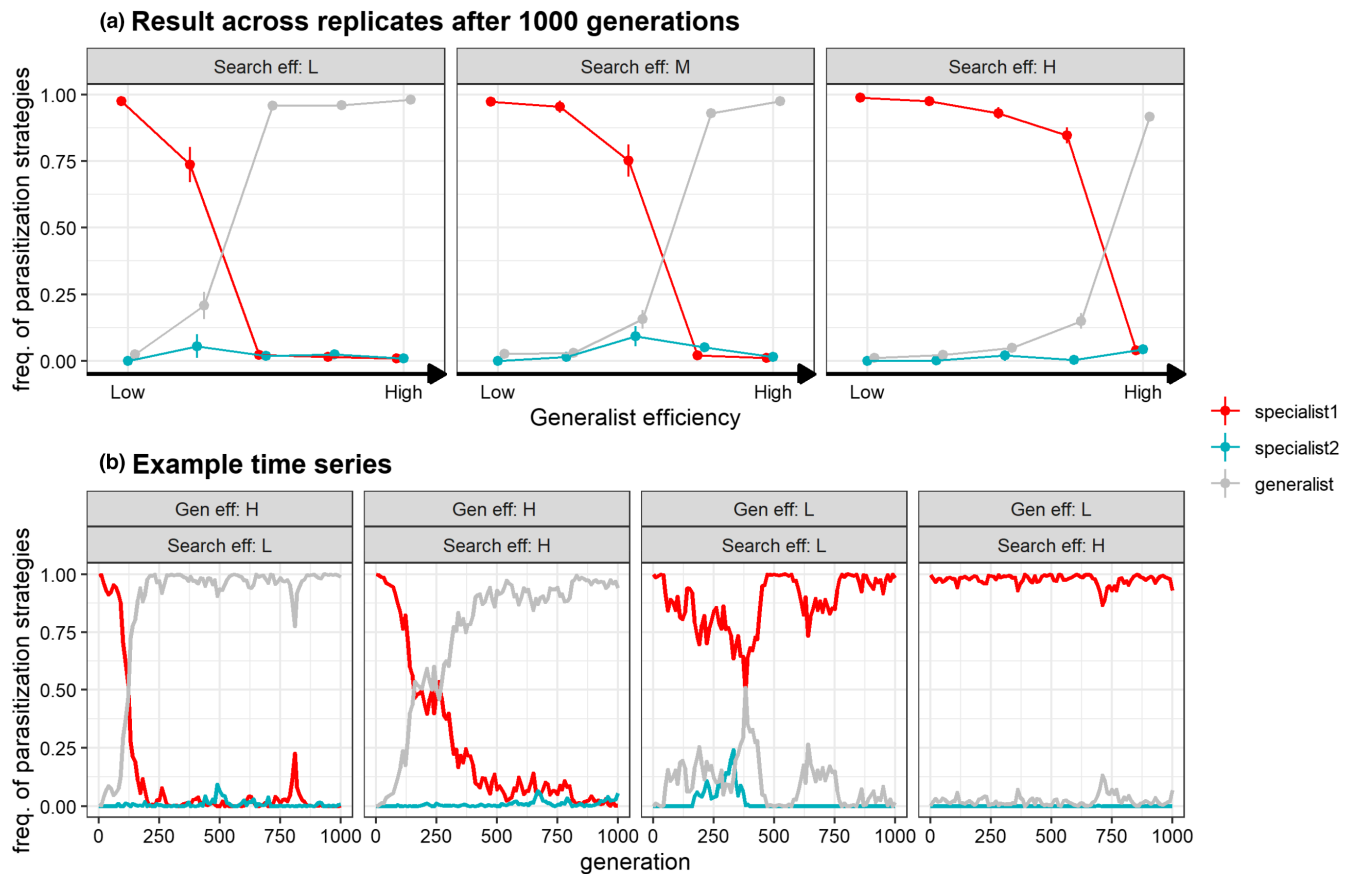 (a) Result across replicates after 1000 generations
Search eff: L
Search eff: M
Search eff: H
freq. of parasitization strategies
1.00
0.75
0.50
0.25
0.00
Low
High
Low
High
Low
High
Generalist efficiency
specialist1
specialist2
generalist
(b) Example time series
Gen eff: H
Gen eff: H
Gen eff: L
Gen eff: L
Search eff: L
Search eff: H
Search eff: L
Search eff: H
freq. of parasitization strategies
1.00
0.75
0.50
0.25
0.00
0 250 500 750 1000
0 250 500 750 1000
0 250 500 750 1000
0 250 500 750 1000
generation